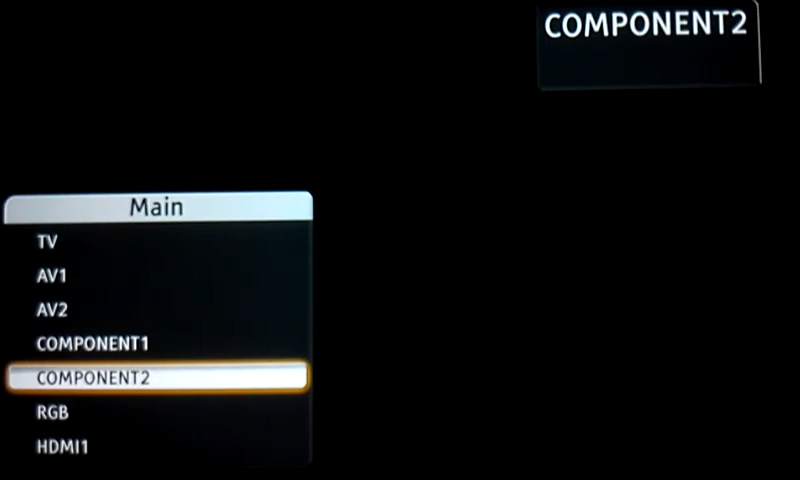 COMPONENT2
Main
TV
AV1
AV2
COMPONENT1
COMPONENT2
RGB
HDMI1